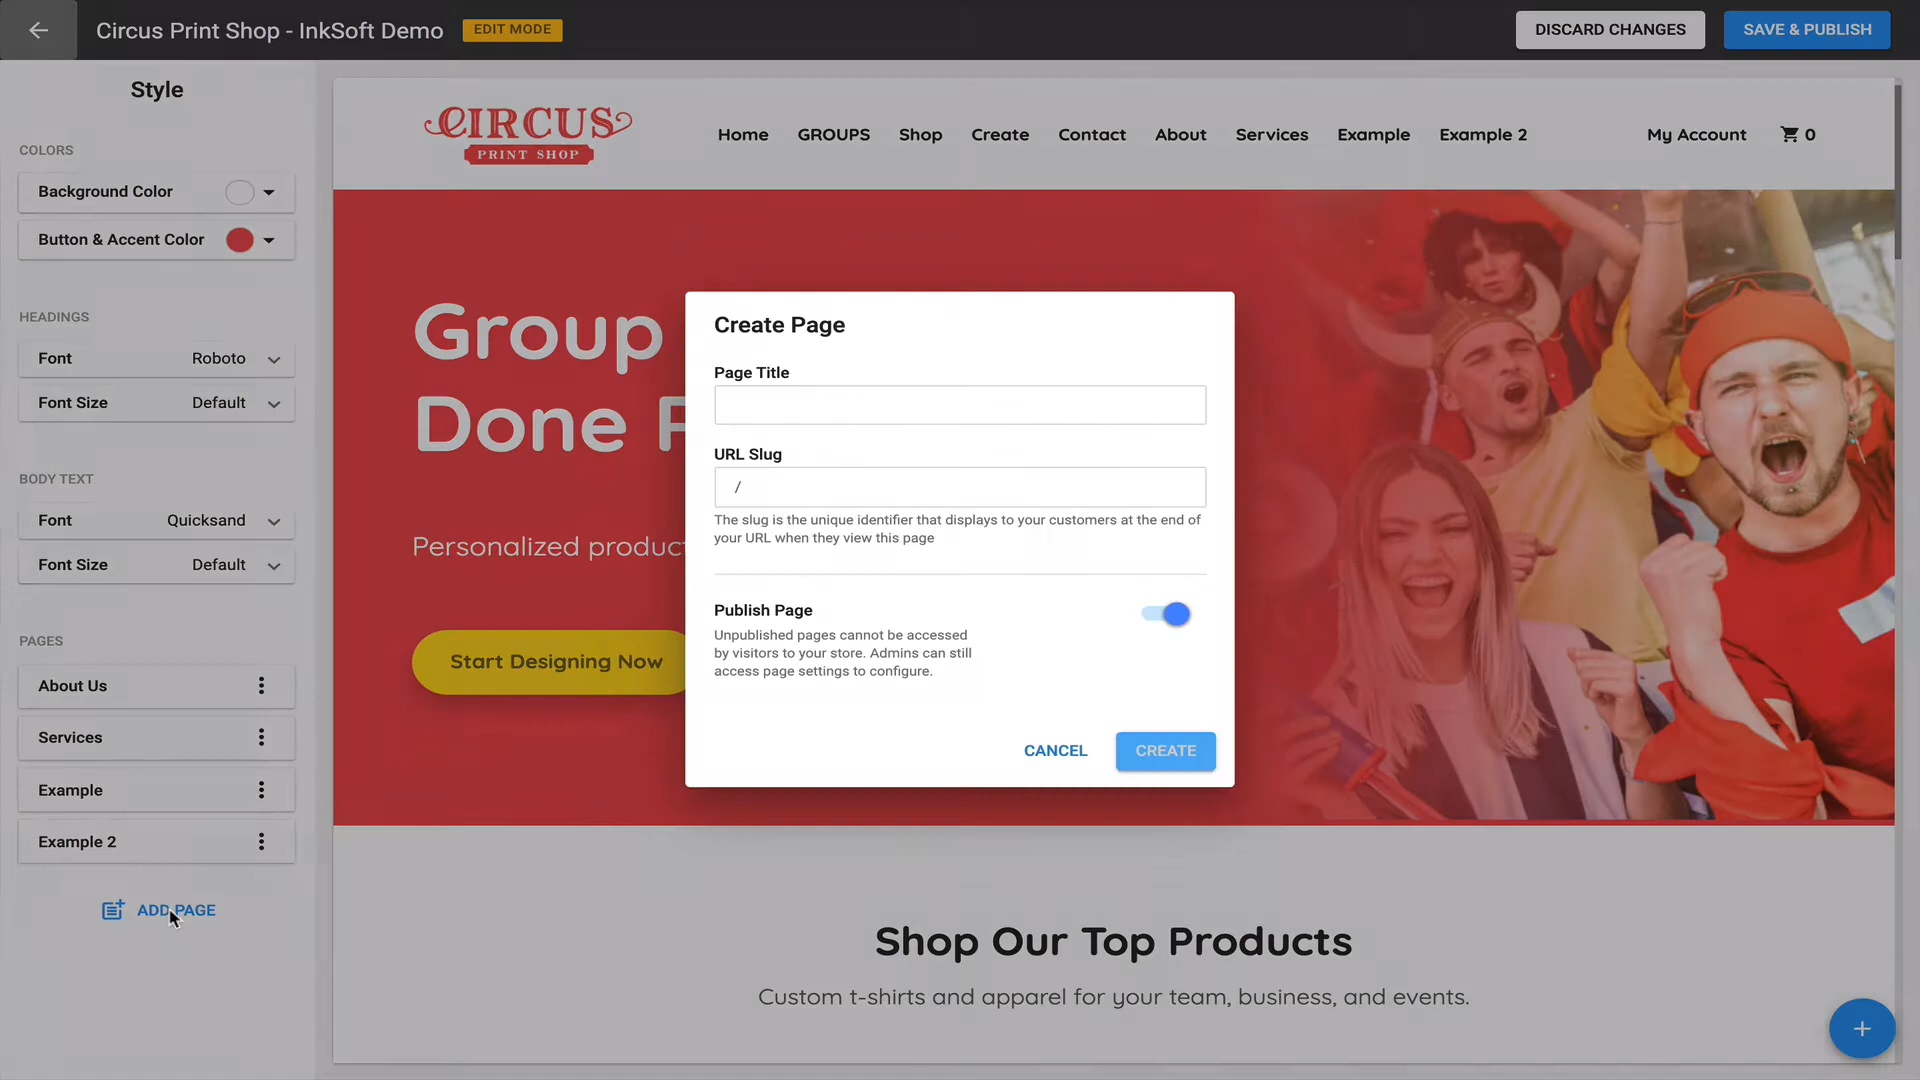 Circus Print Shop - InkSoft Demo
EDIT MODE
DISCARD CHANGES
SAVE & PUBLISH
Style
COLORS
Background Color
Button & Accent Color
HEADINGS
Font Roboto
Font Size Default
BODY TEXT
Font Quicksand
Font Size Default
PAGES
About Us
Services
Example
Example 2
ADD PAGE
CIRCUS
PRINT SHOP
Home GROUPS Shop Create Contact About Services Example Example 2 My Account 0
Group
Done
Personalized product
Start Designing Now
Create Page
Page Title
URL Slug
/
The slug is the unique identifier that displays to your customers at the end of
your URL when they view this page
Publish Page
Unpublished pages cannot be accessed
by visitors to your store. Admins can still
access page settings to configure.
CANCEL
CREATE
Shop Our Top Products
Custom t-shirts and apparel for your team, business, and events.